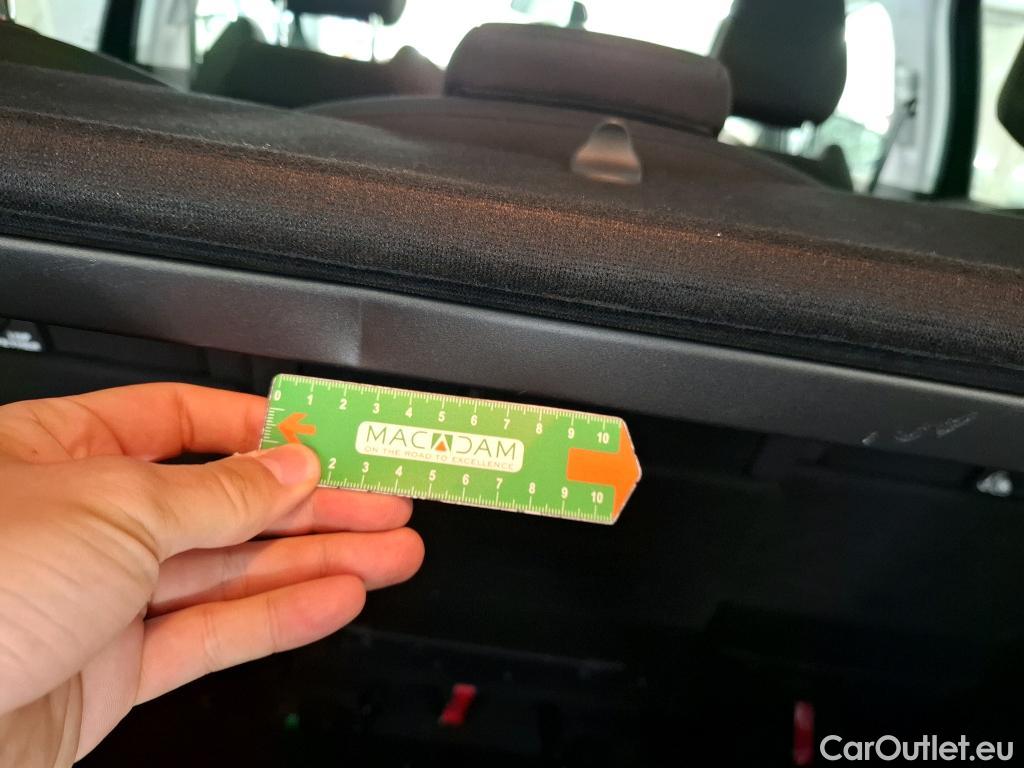 0 1 2 3 4 5 6 7 8 9 10
MACADAM
ON THE ROAD TO EXCELLENCE
2 3 4 5 6 7 8 9 10
CarOutlet.eu